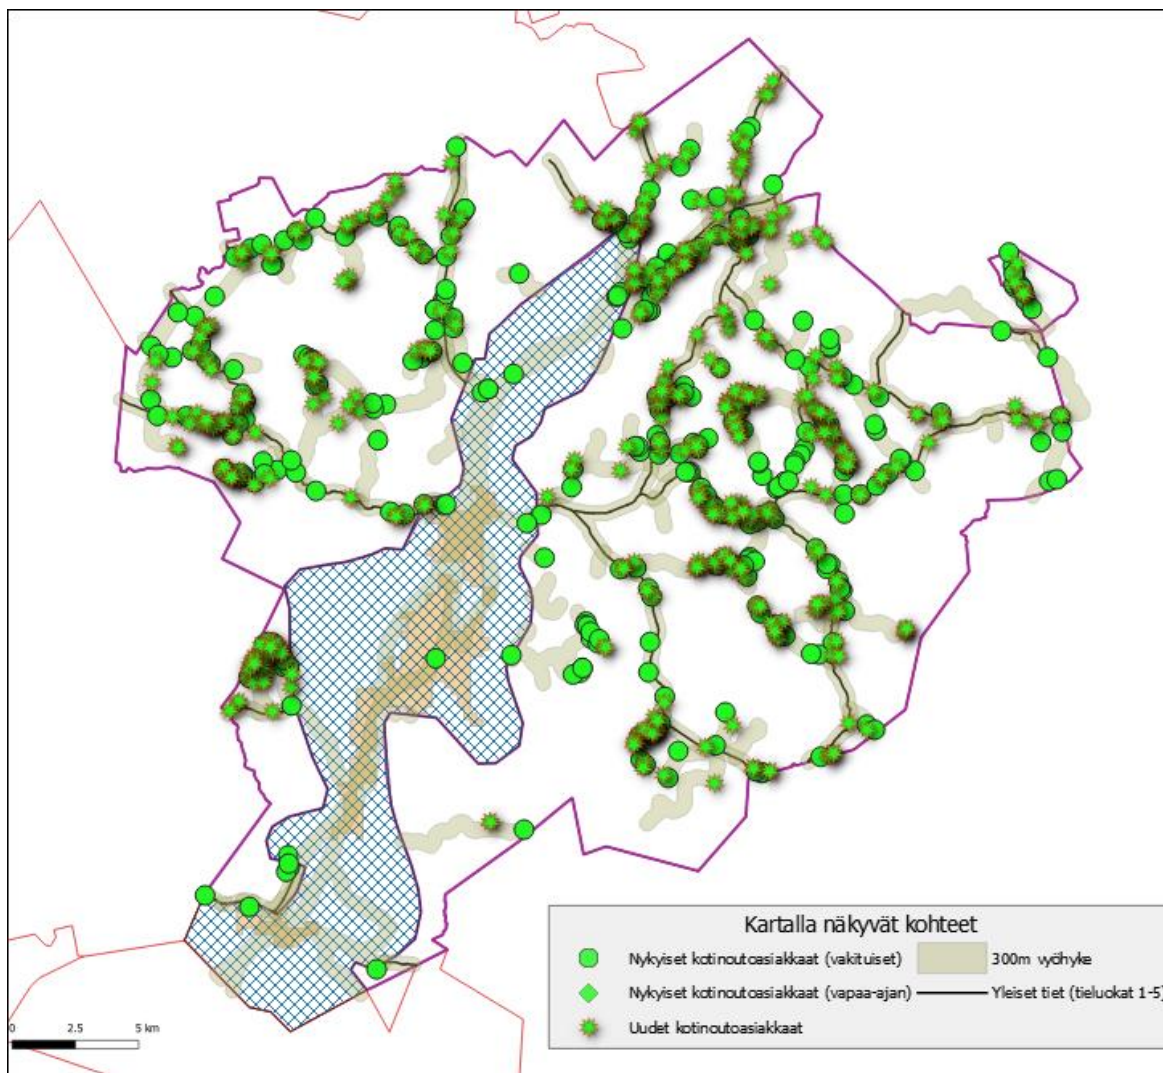 Kartalla näkyvät kohteet
Nykyiset kotinoutoasiakkaat (vakituiset)
300m vyöhyke
Nykyiset kotinoutoasiakkaat (vapaa-ajan)
Yleiset tiet (tieluokat 1-5)
Uudet kotinoutoasiakkaat
0 2.5 5 km